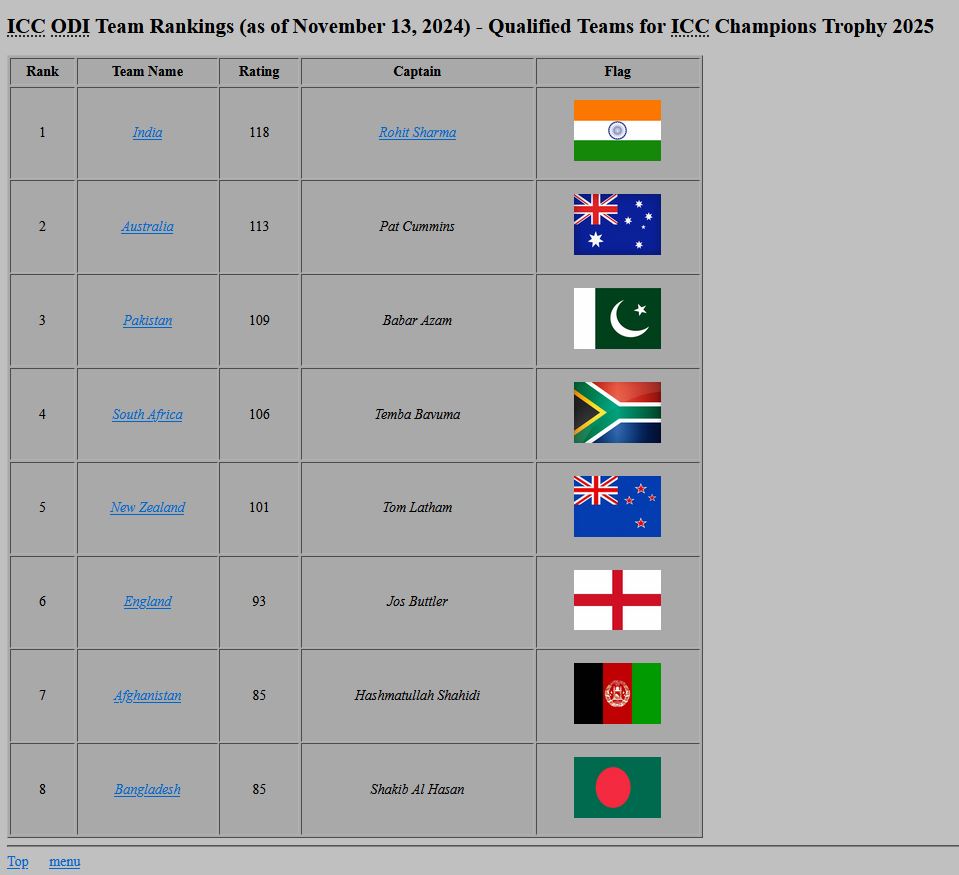 ICC ODI Team Rankings (as of November 13, 2024) - Qualified Teams for ICC Champions Trophy 2025
Rank Team Name Rating Captain Flag
1 India 118 Rohit Sharma
2 Australia 113 Pat Cummins
3 Pakistan 109 Babar Azam
4 South Africa 106 Temba Bavuma
5 New Zealand 101 Tom Latham
6 England 93 Jos Buttler
7 Afghanistan 85 Hashmatullah Shahidi
8 Bangladesh 85 Shakib Al Hasan
Top menu